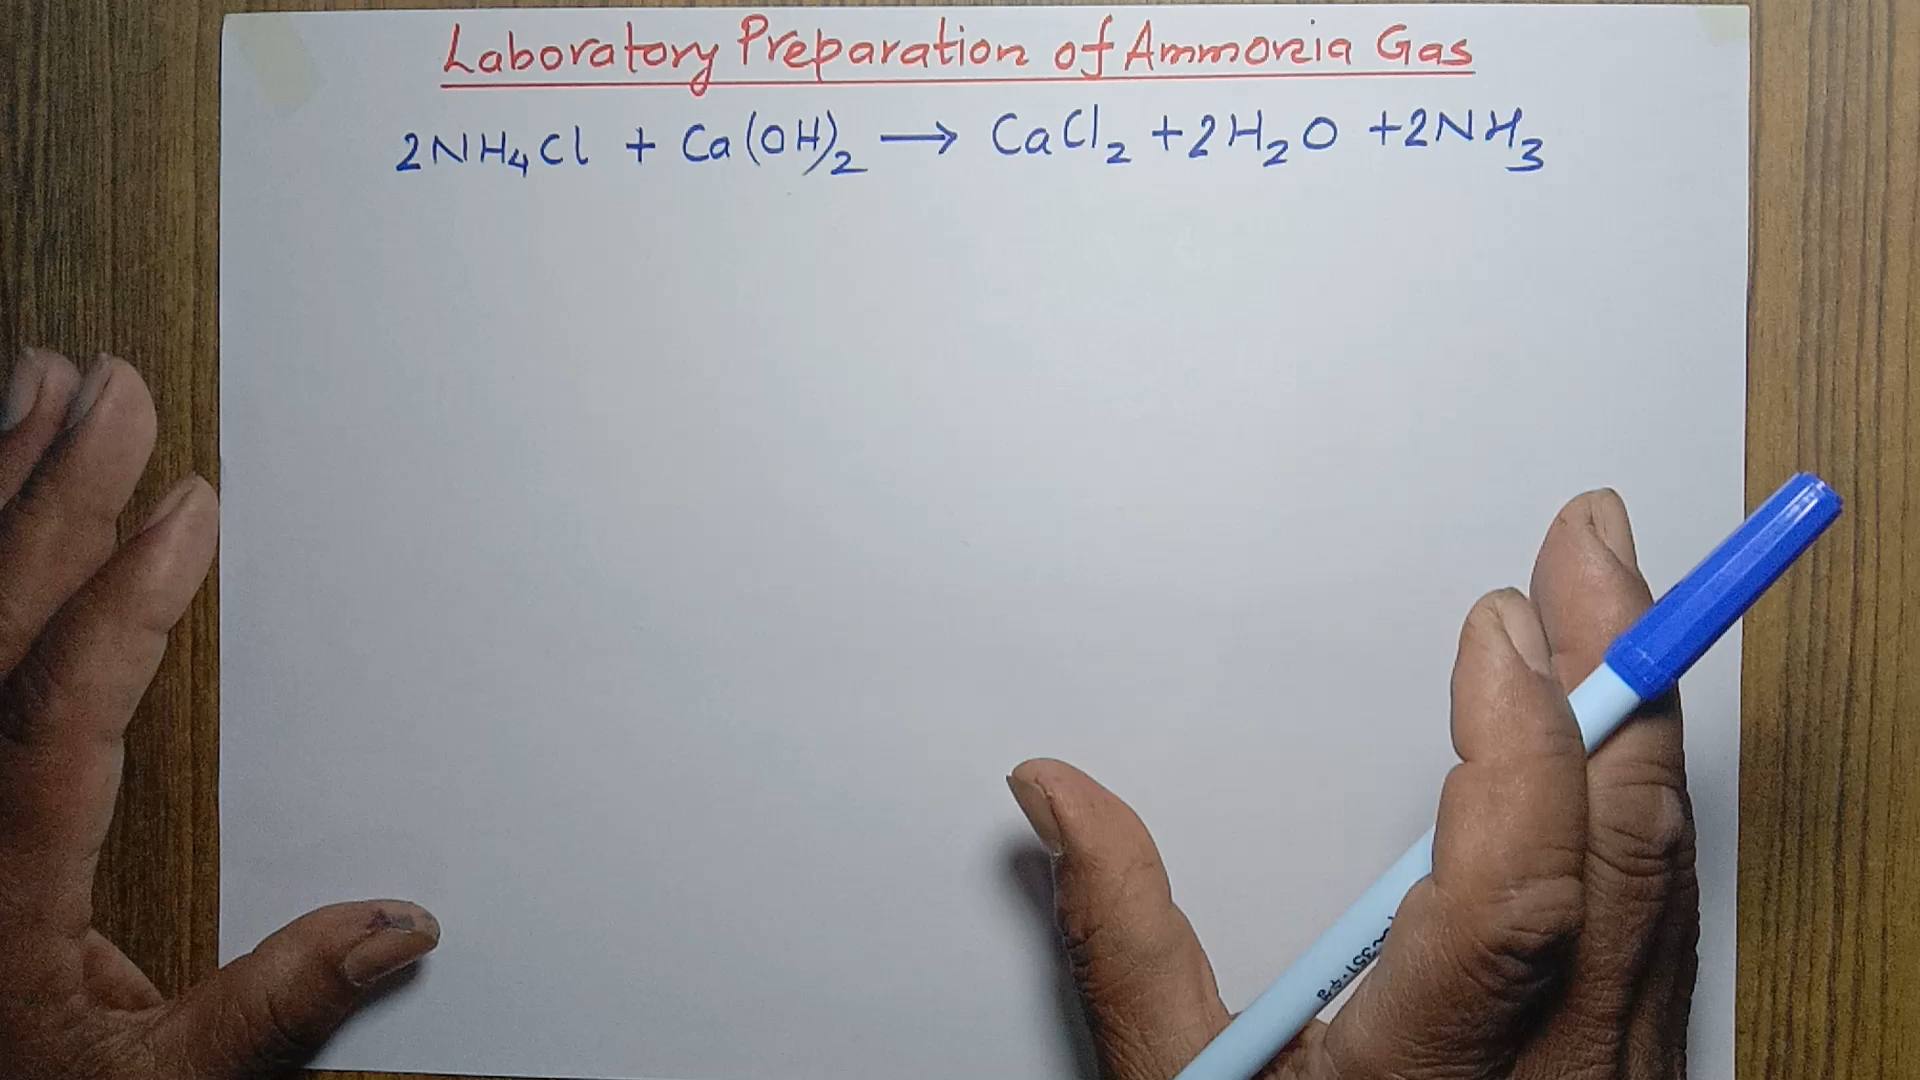 Laboratory Preparation of Ammonia Gas
2NH₄Cl + Ca(OH)₂ ⟶ CaCl₂ + 2H₂O + 2NH₃